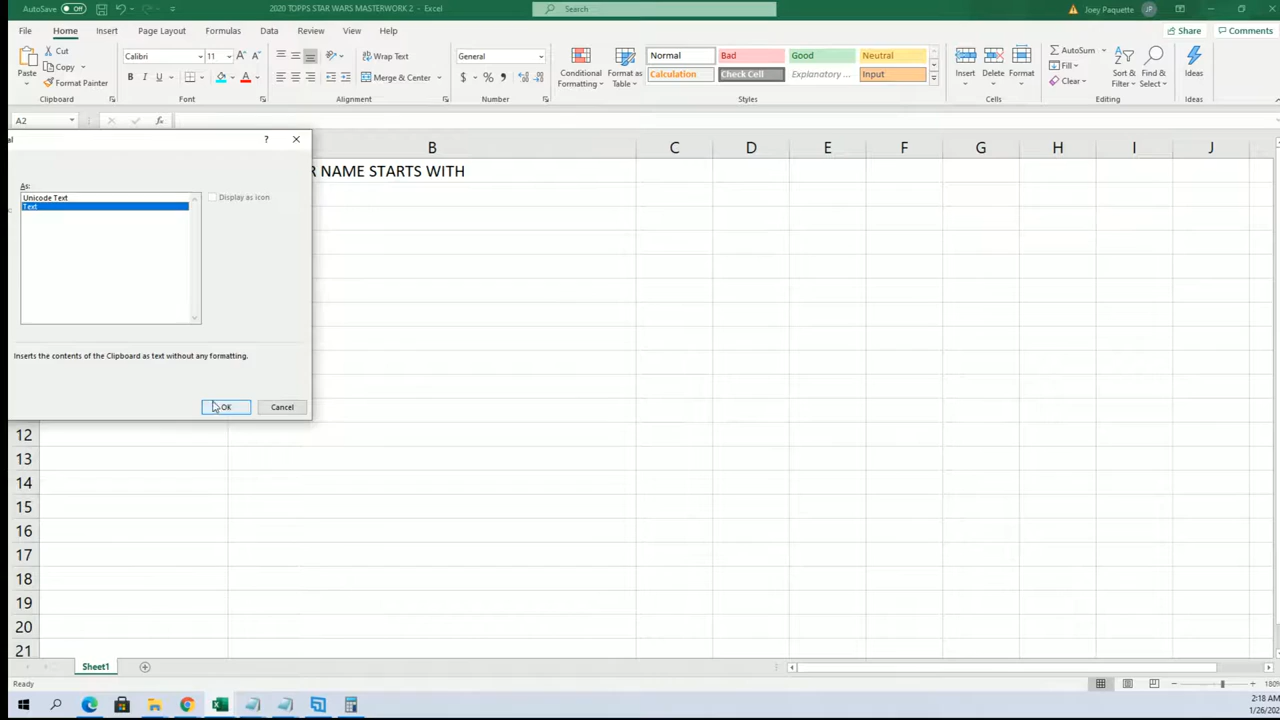 AutoSave Off
2020 TOPPS STAR WARS MASTERWORK 2 - Excel
Search
Joey Paquette JP
File Home Insert Page Layout Formulas Data Review View Help
Share Comments
Cut
Calibri 11
Wrap Text
General
Normal Bad Good Neutral
AutoSum
Copy
Fill
Paste
Format Painter
Merge & Center
Conditional Formatting
Format as Table
Calculation Check Cell Explanatory ... Input
Insert Delete Format
Clear
Sort & Filter
Find & Select
Ideas
Clipboard Font Alignment Number Styles Cells Editing Ideas
A2
al ?
B C D E F G H I J
R NAME STARTS WITH
As:
Unicode Text
Display as icon
Text
Inserts the contents of the Clipboard as text without any formatting.
OK Cancel
12
13
14
15
16
17
18
19
20
21
Sheet1
Ready
180%
2:18 AM
1/26/202